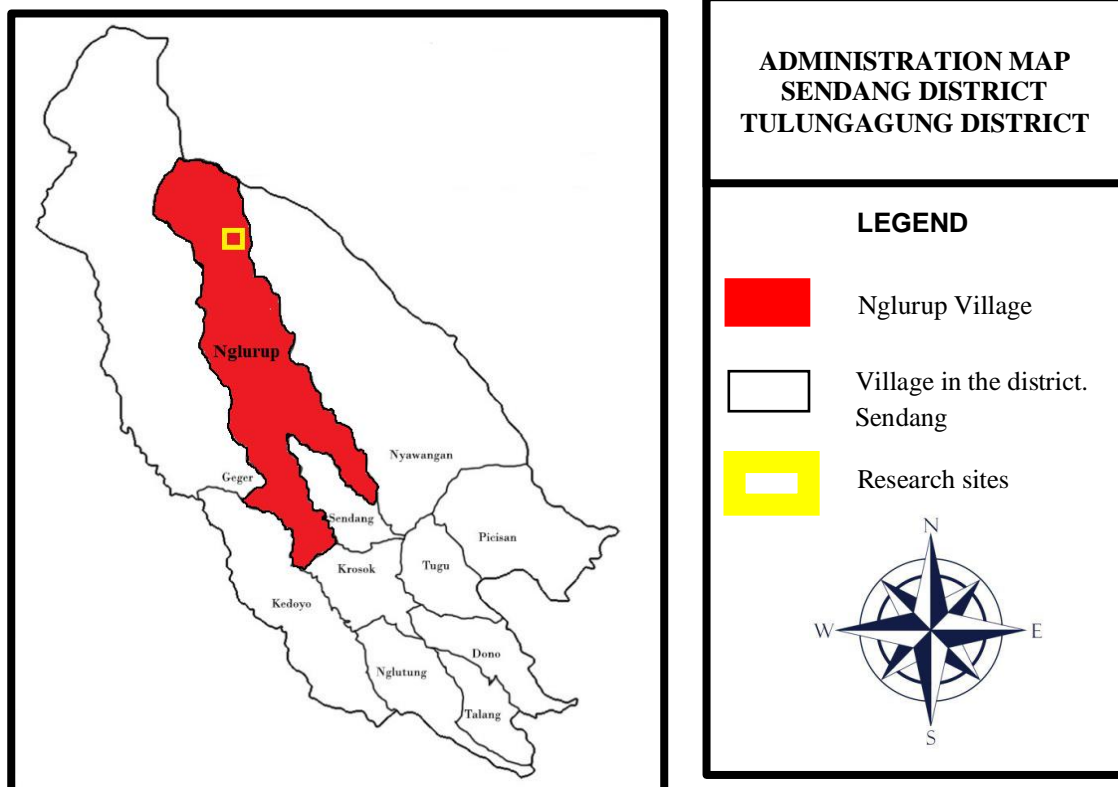 ADMINISTRATION MAP
SENDANG DISTRICT
TULUNGAGUNG DISTRICT
LEGEND
Nglurup Village
Village in the district.
Sendang
Research sites
N
W
E
S
Nglurup
Nyawangan
Geger
Sendang
Picisan
Krosok
Tugu
Kedoyo
Dono
Nglutung
Talang